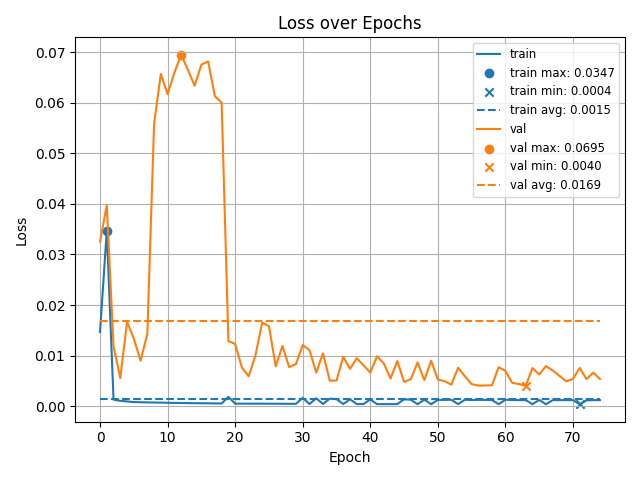 Loss over Epochs
train
train max: 0.0347
train min: 0.0004
train avg: 0.0015
val
val max: 0.0695
val min: 0.0040
val avg: 0.0169
0.07
0.06
0.05
0.04
0.03
0.02
0.01
0.00
Loss
0 10 20 30 40 50 60 70
Epoch